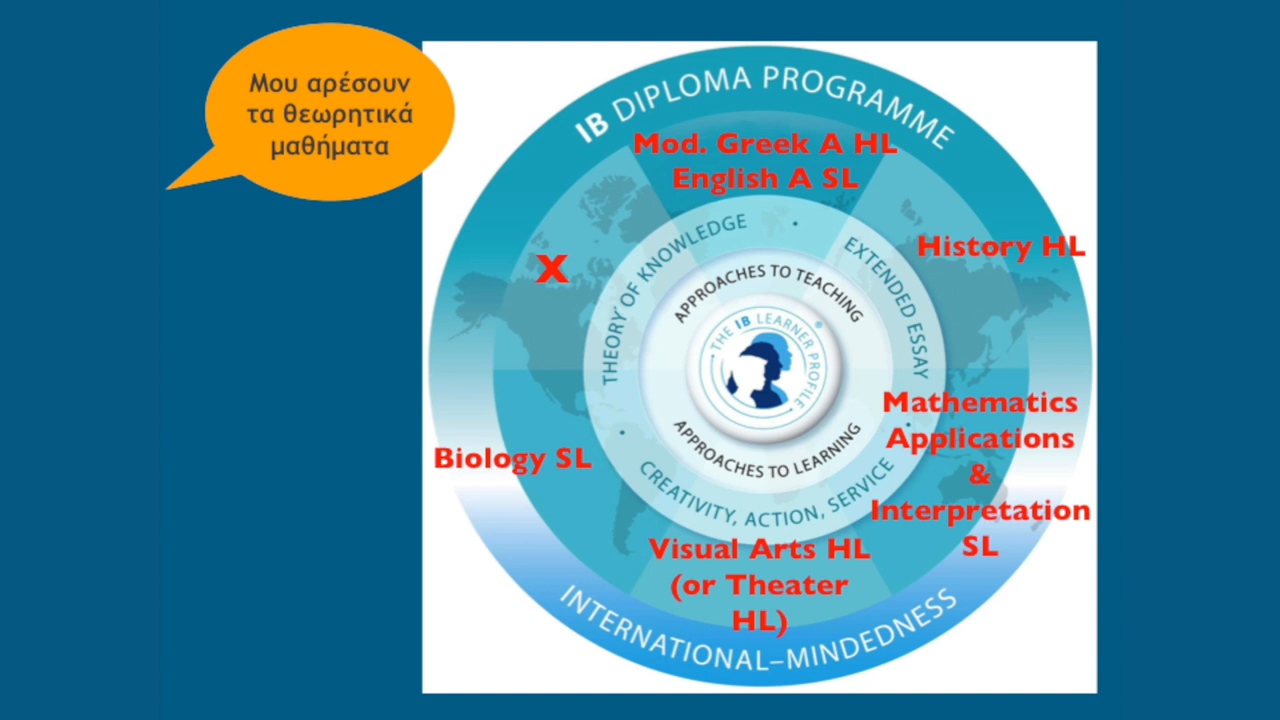 Μου αρέσουν
τα θεωρητικά
μαθήματα
IB DIPLOMA PROGRAMME
Mod. Greek A HL
English A SL
X
History HL
THEORY OF KNOWLEDGE
EXTENDED ESSAY
APPROACHES TO TEACHING
THE IB LEARNER PROFILE®
APPROACHES TO LEARNING
CREATIVITY, ACTION, SERVICE
Biology SL
Mathematics
Applications
&
Interpretation
SL
Visual Arts HL
(or Theater
HL)
INTERNATIONAL–MINDEDNESS